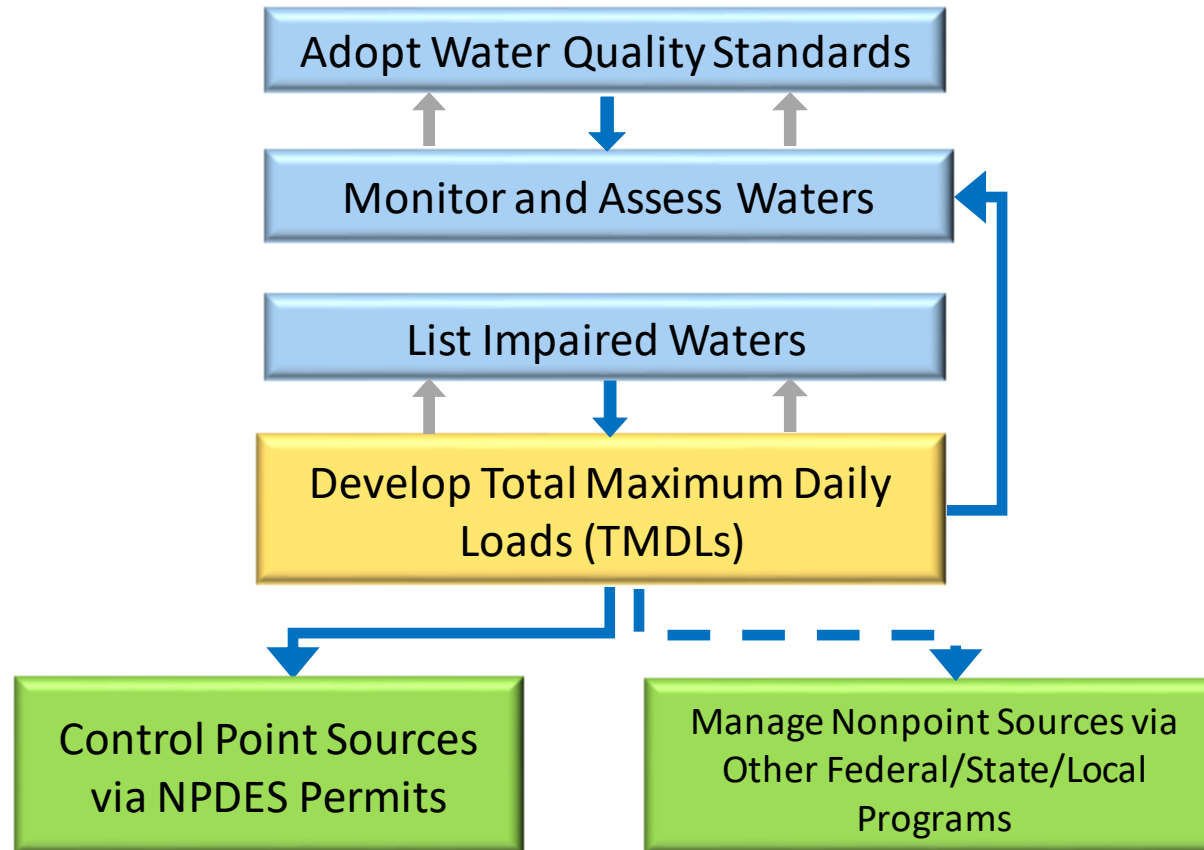 Adopt Water Quality Standards
Monitor and Assess Waters
List Impaired Waters
Develop Total Maximum Daily
Loads (TMDLs)
Control Point Sources
via NPDES Permits
Manage Nonpoint Sources via
Other Federal/State/Local
Programs